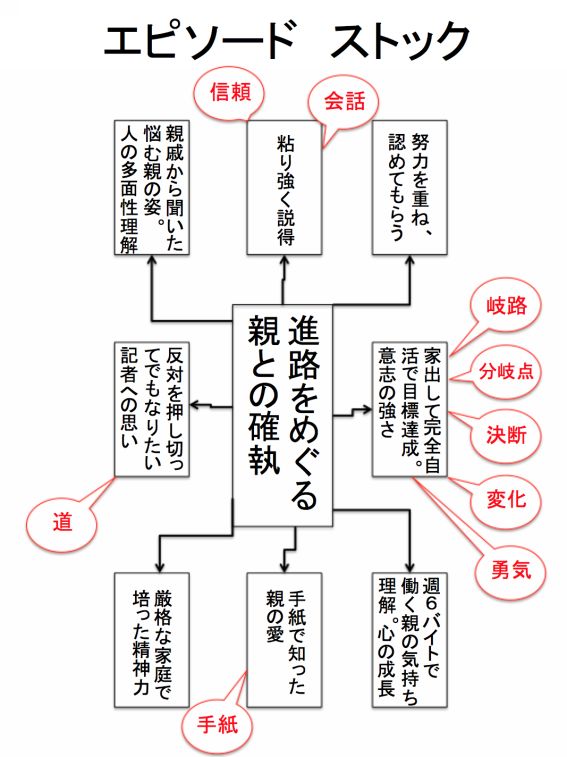 エピソード ストック
信頼
会話
親戚から聞いた
悩む親の姿。
人の多面性理解
粘り強く説得
努力を重ね、
認めてもらう
岐路
分岐点
決断
変化
勇気
進路をめぐる
親との確執
反対を押し切っ
てでもなりたい
記者への思い
家出して完全自
活で目標達成。
意志の強さ
道
厳格な家庭で
培った精神力
手紙で知った
親の愛
週6バイトで
働く親の気持ち
理解。心の成長
手紙